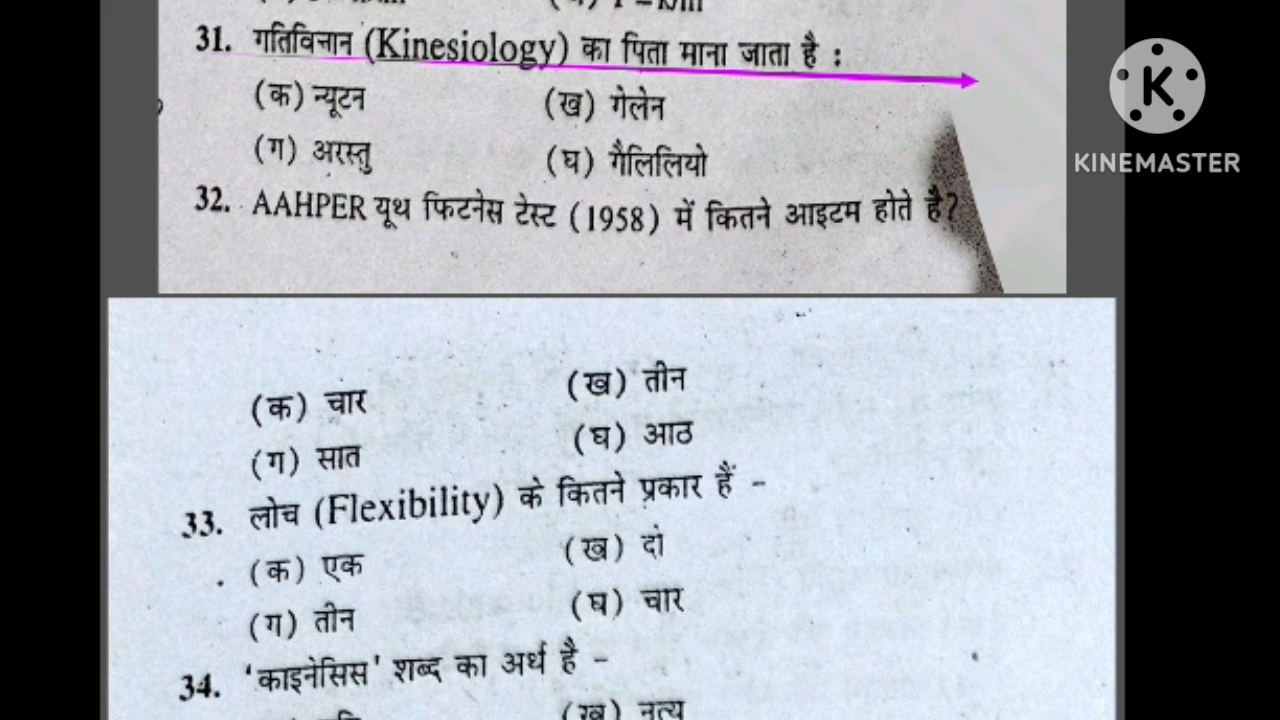 31. गतिविज्ञान (Kinesiology) का पिता माना जाता है :
(क) न्यूटन (ख) गेलेन
(ग) अरस्तु (घ) गैलिलियो
32. AAHPER यूथ फिटनेस टेस्ट (1958) में कितने आइटम होते है?
(क) चार (ख) तीन
(ग) सात (घ) आठ
33. लोच (Flexibility) के कितने प्रकार हैं -
(क) एक (ख) दो
(ग) तीन (घ) चार
34. 'काइनेसिस' शब्द का अर्थ है -
(ख) नृत्य
K
KINEMASTER